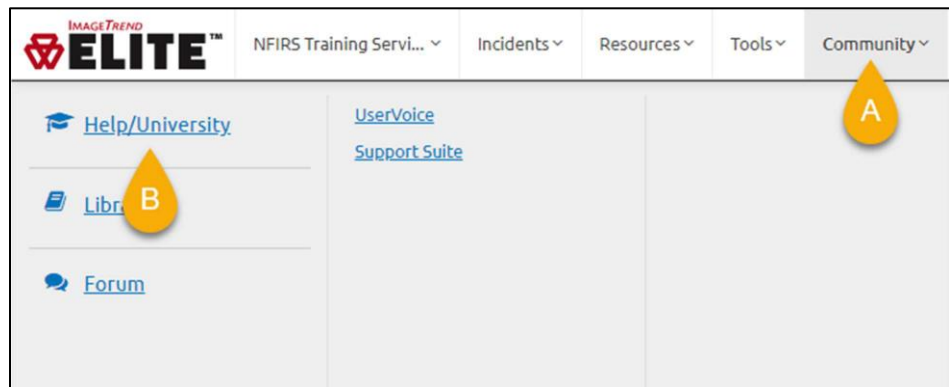 IMAGETREND
ELITE™
NFIRS Training Servi... Incidents Resources Tools Community
A
Help/University UserVoice
Support Suite
B
Forum